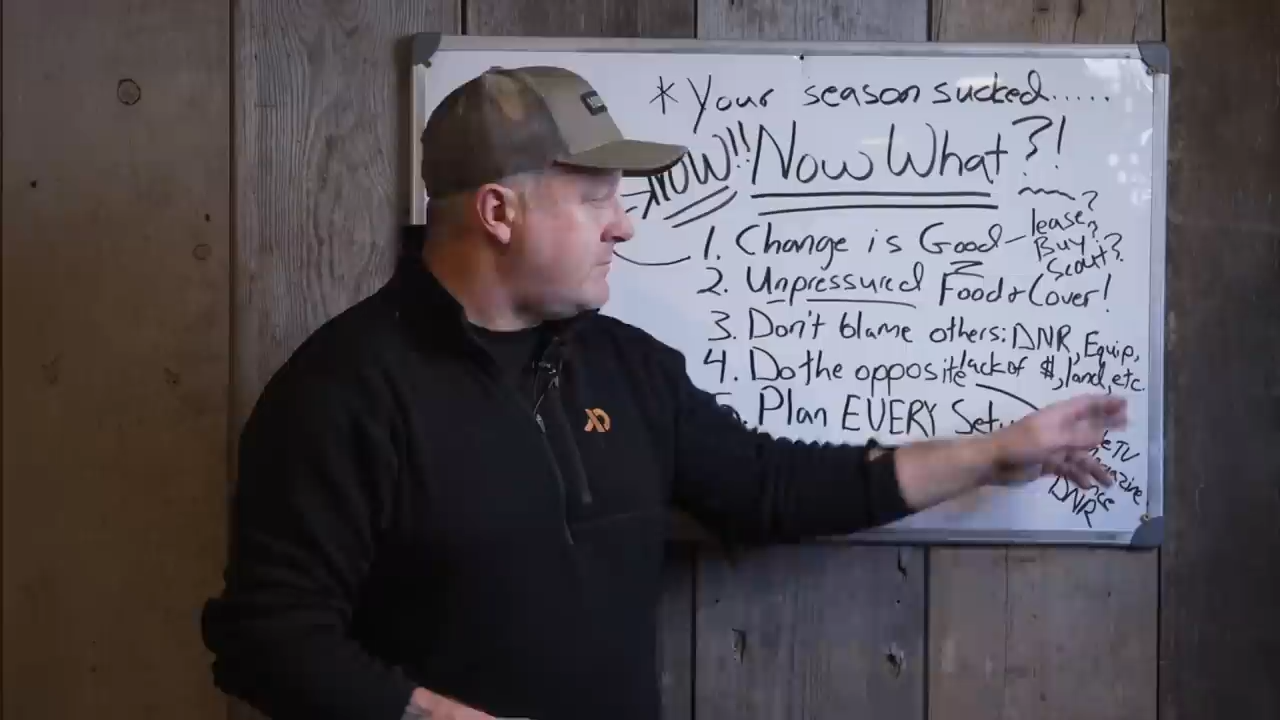 * Your season sucked.....
NOW!! Now What?!
1. Change is Good – lease?
Buy?
Scout?
2. Unpressured Food + Cover!
3. Don't blame others: DNR, Equip,
lack of $, land, etc.
4. Do the opposite
Plan EVERY
TV
DNR